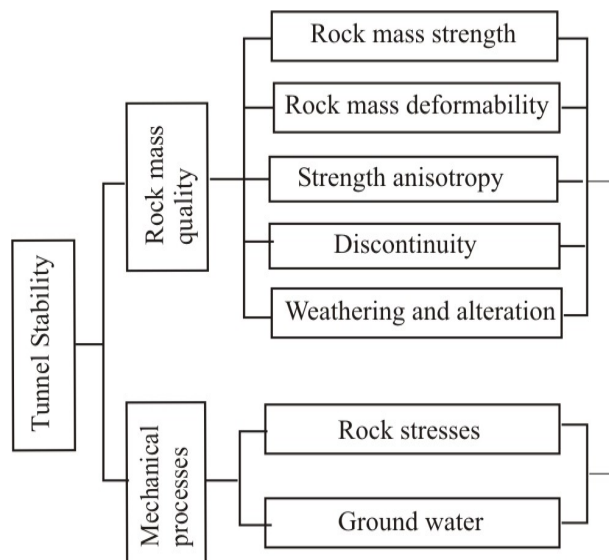 Tunnel Stability
Rock mass
quality
Rock mass strength
Rock mass deformability
Strength anisotropy
Discontinuity
Weathering and alteration
Mechanical
processes
Rock stresses
Ground water